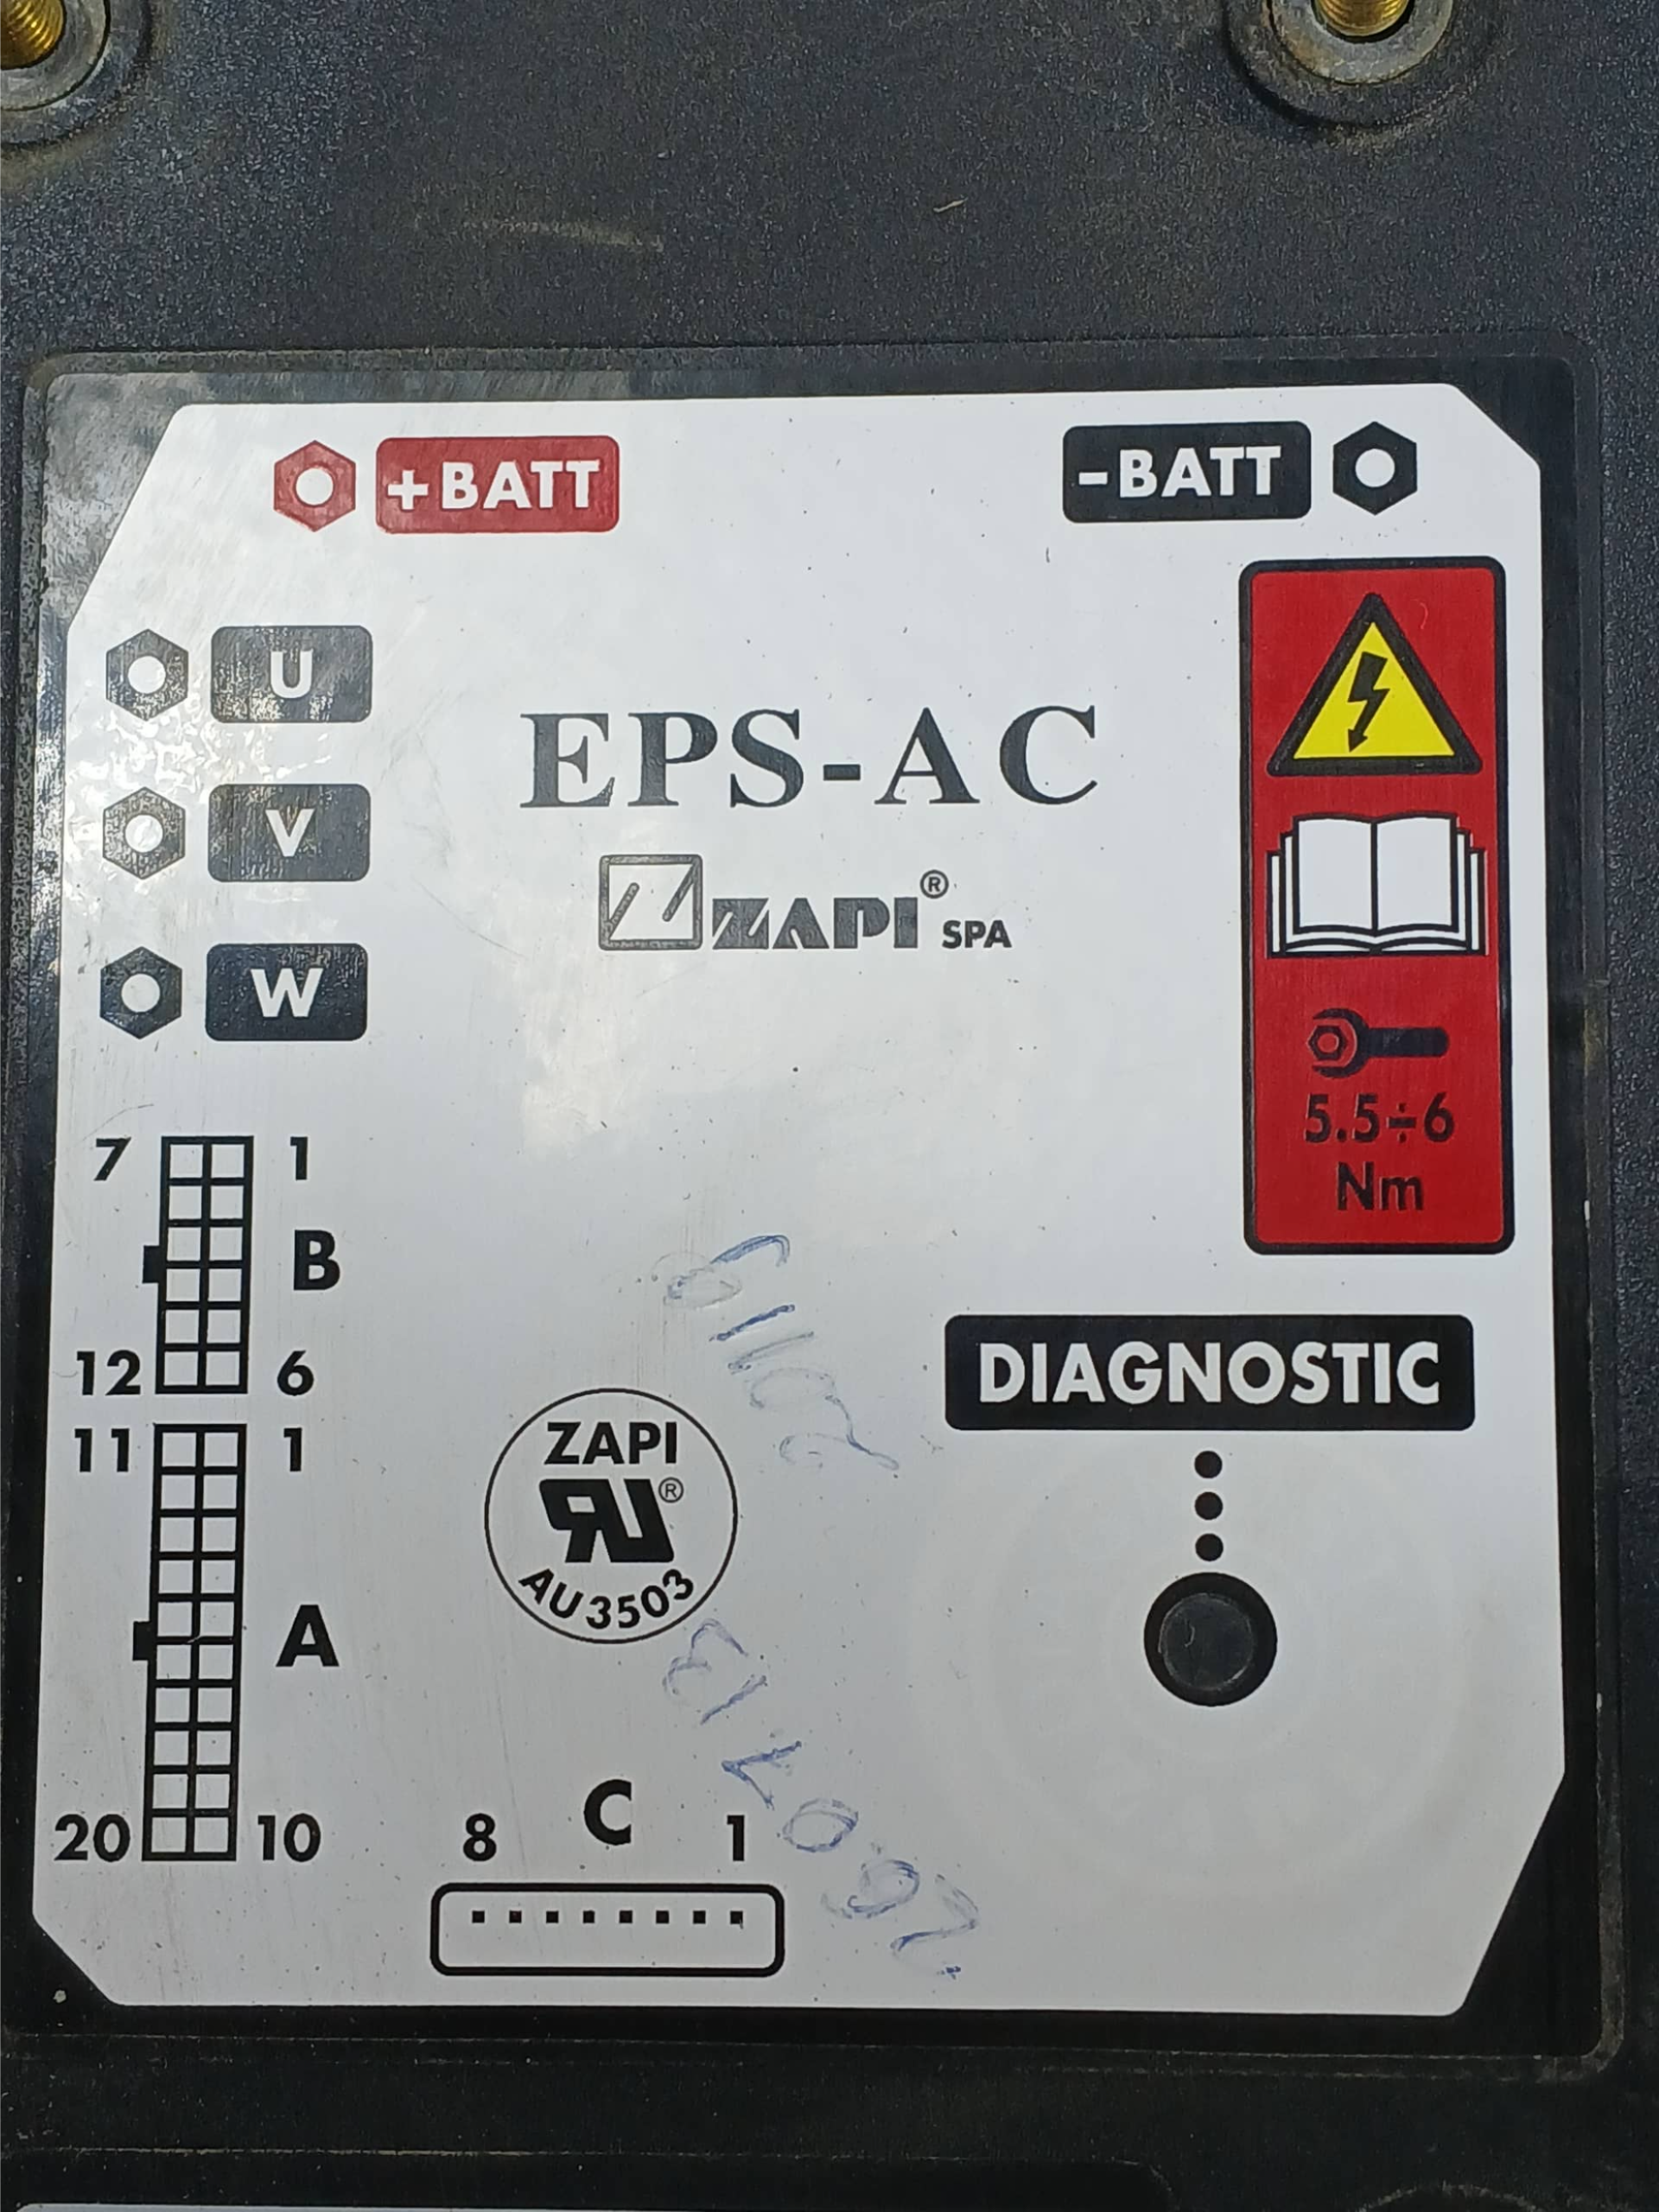 +BATT
-BATT
U
V
W
EPS-AC
ZAPI® SPA
5.5÷6
Nm
7 1
B
12 6
11 1
A
20 10
ZAPI
®
AU3503
DIAGNOSTIC
C
8 1